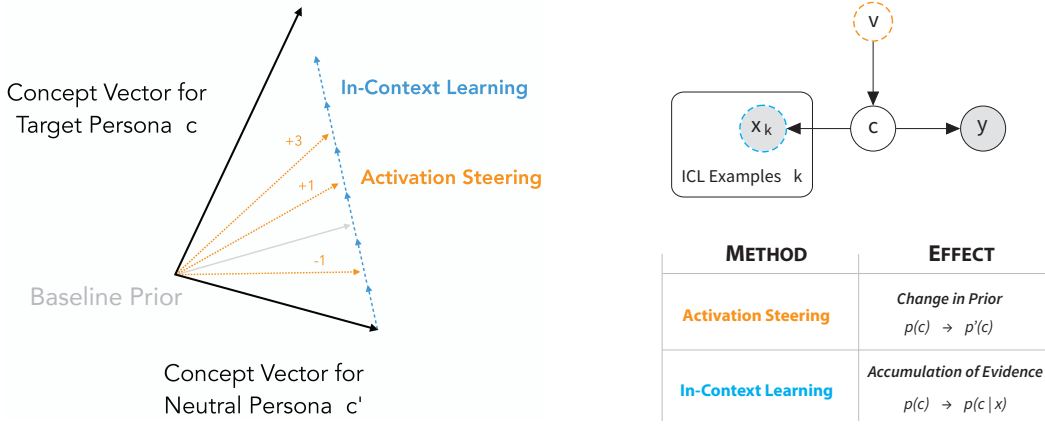 Concept Vector for
Target Persona c
In-Context Learning
+3
Activation Steering
+1
-1
Baseline Prior
Concept Vector for
Neutral Persona c'
v
x k
c
y
ICL Examples k
METHOD EFFECT
Activation Steering
Change in Prior
p(c) → p'(c)
In-Context Learning
Accumulation of Evidence
p(c) → p(c | x)